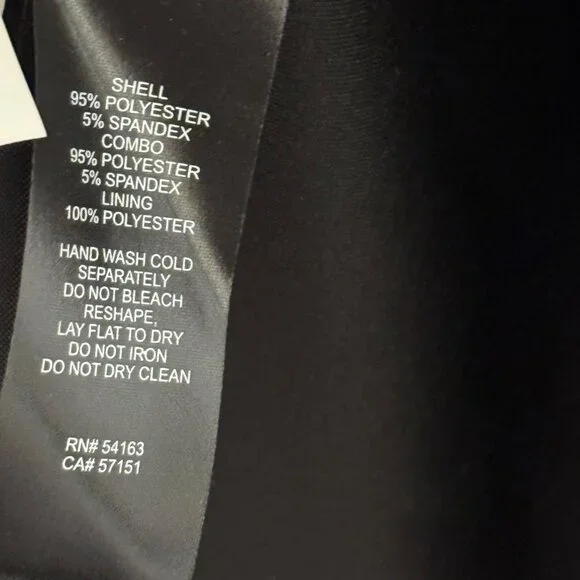 SHELL
95% POLYESTER
5% SPANDEX
COMBO
95% POLYESTER
5% SPANDEX
LINING
100% POLYESTER
HAND WASH COLD
SEPARATELY
DO NOT BLEACH
RESHAPE,
LAY FLAT TO DRY
DO NOT IRON
DO NOT DRY CLEAN
RN# 54163
CA# 57151